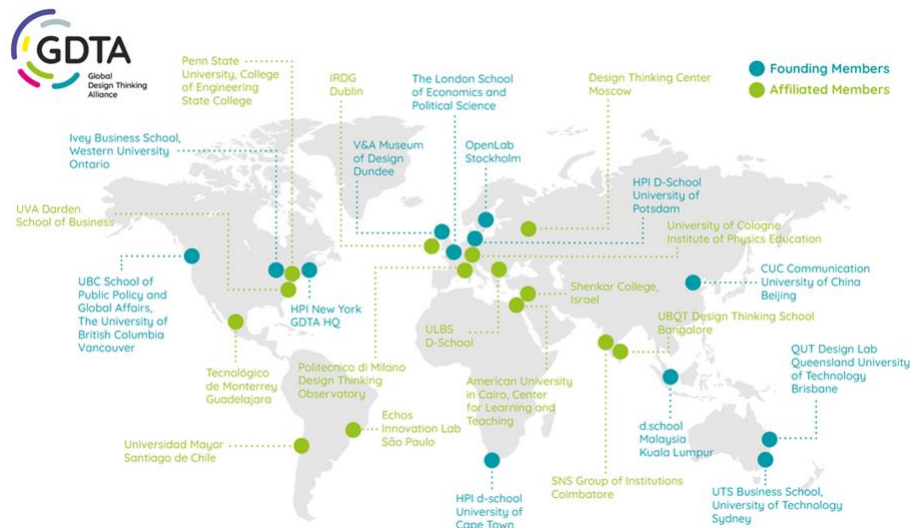 GDTA
Global
Design Thinking
Alliance
Penn State
University, College
of Engineering
State College
IRDG
Dublin
The London School
of Economics and
Political Science
Design Thinking Center
Moscow
Founding Members
Affiliated Members
Ivey Business School,
Western University
Ontario
V&A Museum
of Design
Dundee
OpenLab
Stockholm
HPI D-School
University of
Potsdam
UVA Darden
School of Business
University of Cologne
Institute of Physics Education
UBC School of
Public Policy and
Global Affairs,
The University of
British Columbia
Vancouver
HPI New York
GDTA HQ
CUC Communication
University of China
Beijing
Shenkar College,
Israel
ULBS
D-School
UBQT Design Thinking School
Bangalore
Tecnológico
de Monterrey
Guadelajara
Politecnico di Milano
Design Thinking
Observatory
American University
in Cairo, Center
for Learning and
Teaching
QUT Design Lab
Queensland University
of Technology
Brisbane
Echos
Innovation Lab
São Paulo
d.school
Malaysia
Kuala Lumpur
Universidad Mayor
Santiago de Chile
HPI d-school
University of
Cape Town
SNS Group of Institutions
Coimbatore
UTS Business School,
University of Technology
Sydney